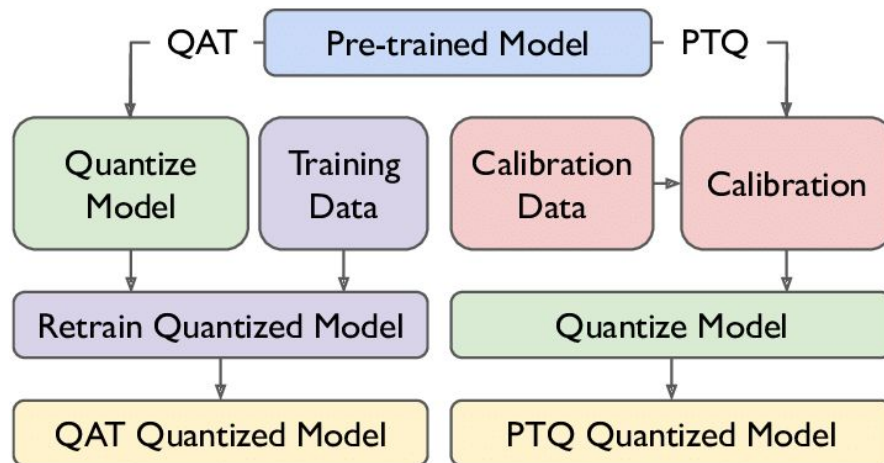 QAT
Pre-trained Model
PTQ
Quantize
Model
Training
Data
Calibration
Data
Calibration
Retrain Quantized Model
Quantize Model
QAT Quantized Model
PTQ Quantized Model